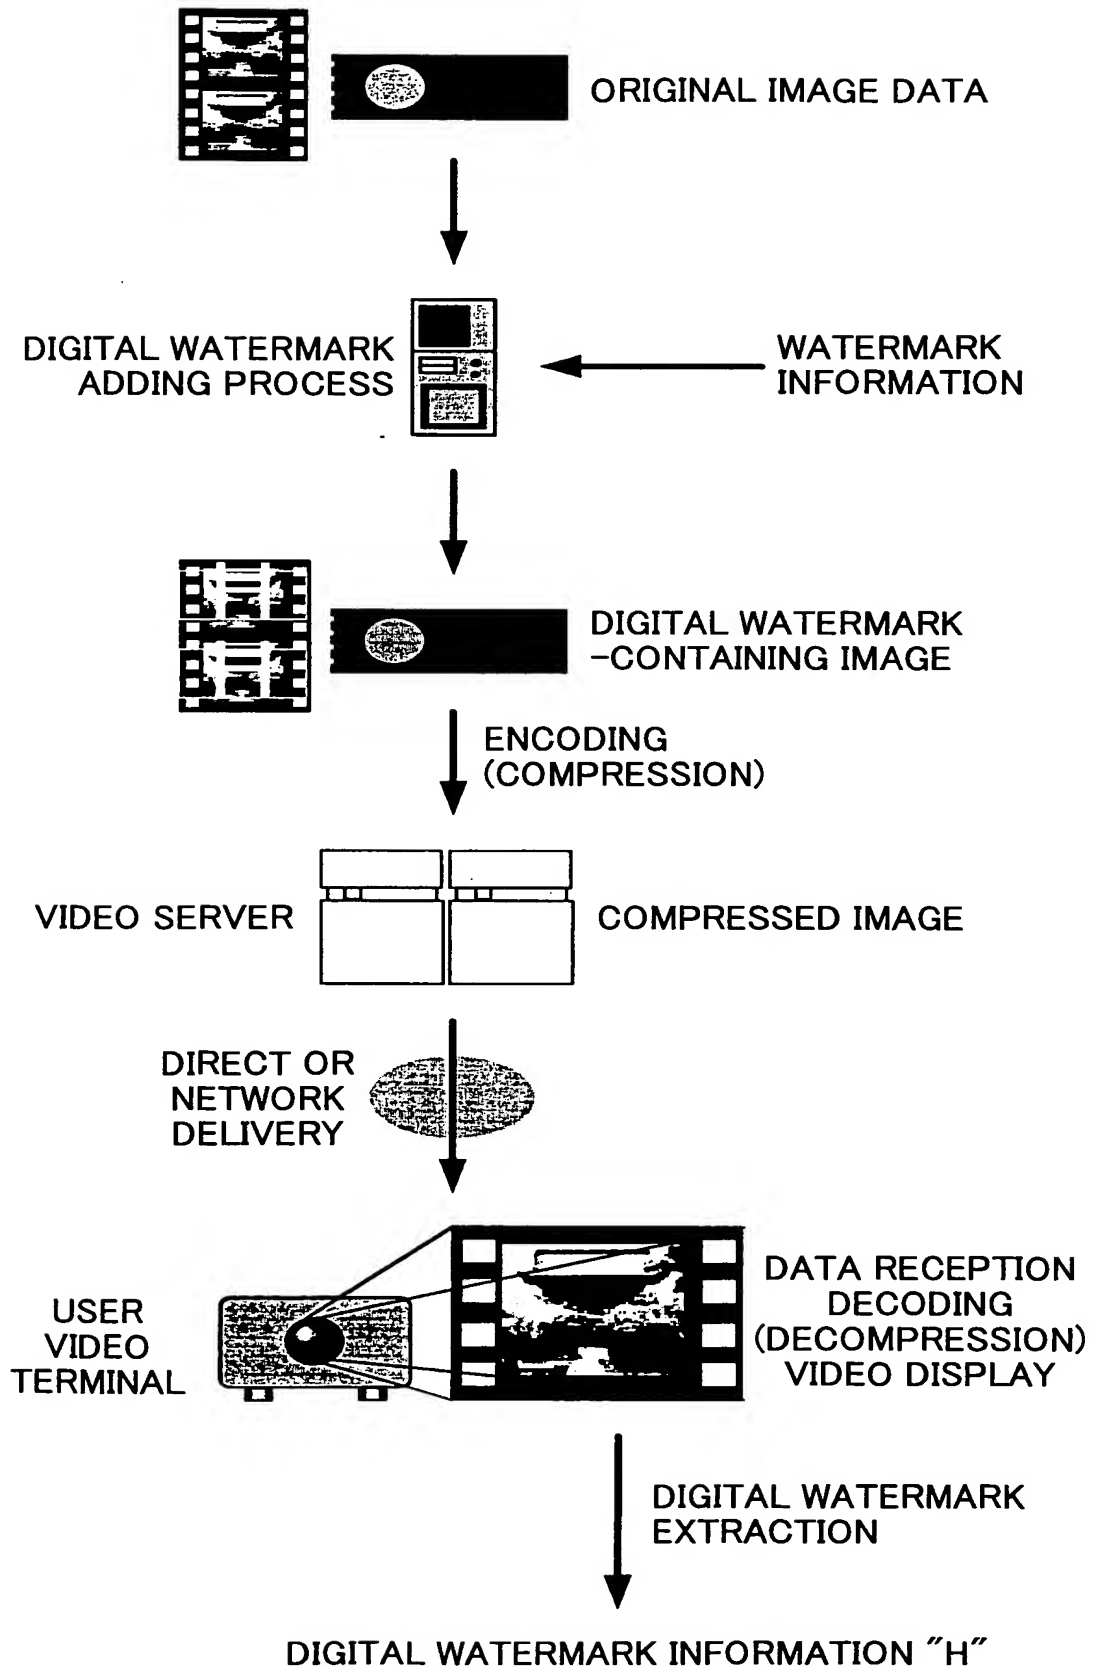 ORIGINAL IMAGE DATA
DIGITAL WATERMARK
ADDING PROCESS
WATERMARK
INFORMATION
DIGITAL WATERMARK
-CONTAINING IMAGE
ENCODING
(COMPRESSION)
VIDEO SERVER
COMPRESSED IMAGE
DIRECT OR
NETWORK
DELIVERY
USER
VIDEO
TERMINAL
DATA RECEPTION
DECODING
(DECOMPRESSION)
VIDEO DISPLAY
DIGITAL WATERMARK
EXTRACTION
DIGITAL WATERMARK INFORMATION "H"